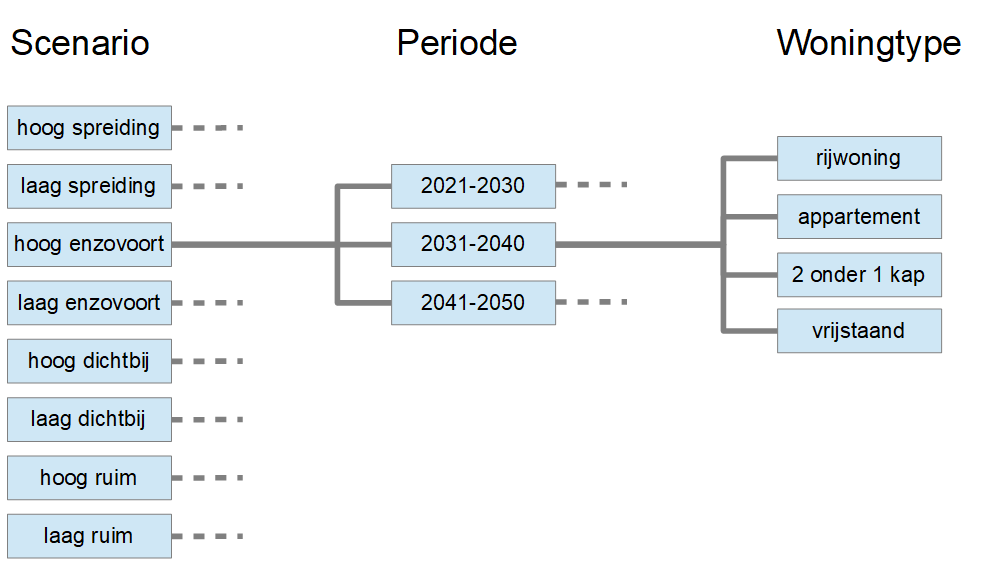 Scenario
Periode
Woningtype
hoog spreiding
laag spreiding
hoog enzovoort
laag enzovoort
hoog dichtbij
laag dichtbij
hoog ruim
laag ruim
2021-2030
2031-2040
2041-2050
rijwoning
appartement
2 onder 1 kap
vrijstaand